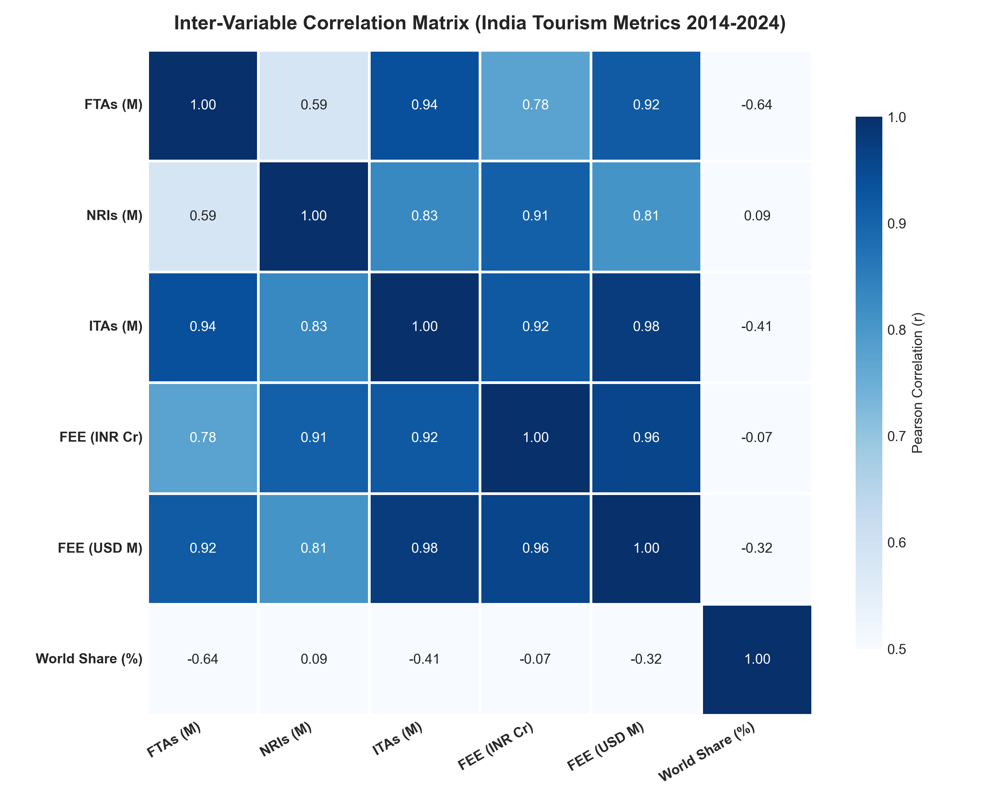 Inter-Variable Correlation Matrix (India Tourism Metrics 2014-2024)
FTAs (M) 1.00 0.59 0.94 0.78 0.92 -0.64
NRIs (M) 0.59 1.00 0.83 0.91 0.81 0.09
ITAs (M) 0.94 0.83 1.00 0.92 0.98 -0.41
FEE (INR Cr) 0.78 0.91 0.92 1.00 0.96 -0.07
FEE (USD M) 0.92 0.81 0.98 0.96 1.00 -0.32
World Share (%) -0.64 0.09 -0.41 -0.07 -0.32 1.00
FTAs (M) NRIs (M) ITAs (M) FEE (INR Cr) FEE (USD M) World Share (%)
1.0
0.9
0.8
0.7
0.6
0.5
Pearson Correlation (r)